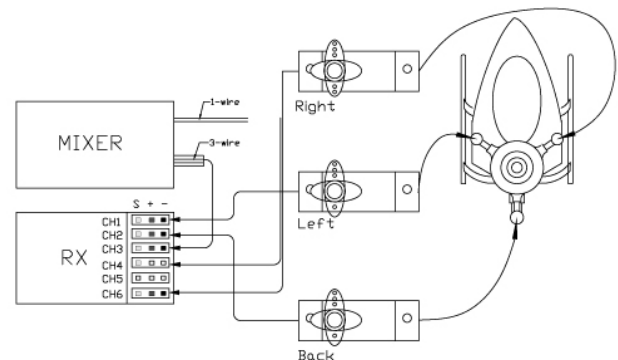 Right
1-wire
MIXER
3-wire
S + -
CH1
CH2
CH3
RX
CH4
CH5
CH6
Left
Back